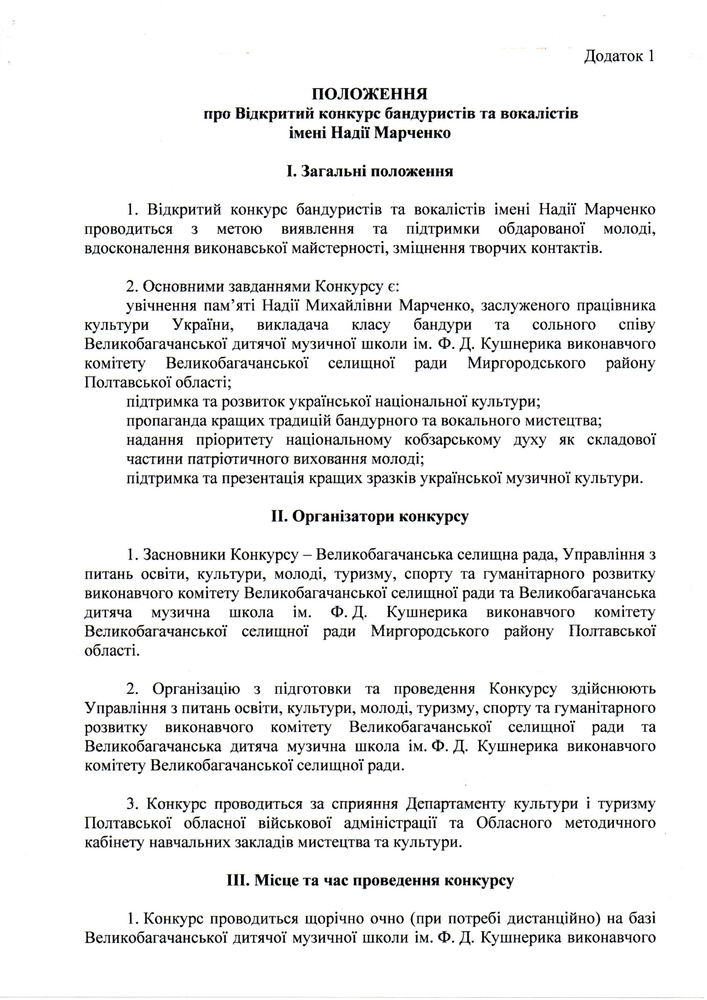 Додаток 1
ПОЛОЖЕННЯ
про Відкритий конкурс бандуристів та вокалістів
імені Надії Марченко
І. Загальні положення
1. Відкритий конкурс бандуристів та вокалістів імені Надії Марченко
проводиться з метою виявлення та підтримки обдарованої молоді,
вдосконалення виконавської майстерності, зміцнення творчих контактів.
2. Основними завданнями Конкурсу є:
увічнення пам’яті Надії Михайлівни Марченко, заслуженого працівника
культури України, викладача класу бандури та сольного співу
Великобагачанської дитячої музичної школи ім. Ф. Д. Кушнерика виконавчого
комітету Великобагачанської селищної ради Миргородського району
Полтавської області;
підтримка та розвиток української національної культури;
пропаганда кращих традицій бандурного та вокального мистецтва;
надання пріоритету національному кобзарському духу як складової
частини патріотичного виховання молоді;
підтримка та презентація кращих зразків української музичної культури.
ІІ. Організатори конкурсу
1. Засновники Конкурсу – Великобагачанська селищна рада, Управління з
питань освіти, культури, молоді, туризму, спорту та гуманітарного розвитку
виконавчого комітету Великобагачанської селищної ради та Великобагачанська
дитяча музична школа ім. Ф. Д. Кушнерика виконавчого комітету
Великобагачанської селищної ради Миргородського району Полтавської
області.
2. Організацію з підготовки та проведення Конкурсу здійснюють
Управління з питань освіти, культури, молоді, туризму, спорту та гуманітарного
розвитку виконавчого комітету Великобагачанської селищної ради та
Великобагачанська дитяча музична школа ім. Ф. Д. Кушнерика виконавчого
комітету Великобагачанської селищної ради.
3. Конкурс проводиться за сприяння Департаменту культури і туризму
Полтавської обласної військової адміністрації та Обласного методичного
кабінету навчальних закладів мистецтва та культури.
ІІІ. Місце та час проведення конкурсу
1. Конкурс проводиться щорічно очно (при потребі дистанційно) на базі
Великобагачанської дитячої музичної школи ім. Ф. Д. Кушнерика виконавчого